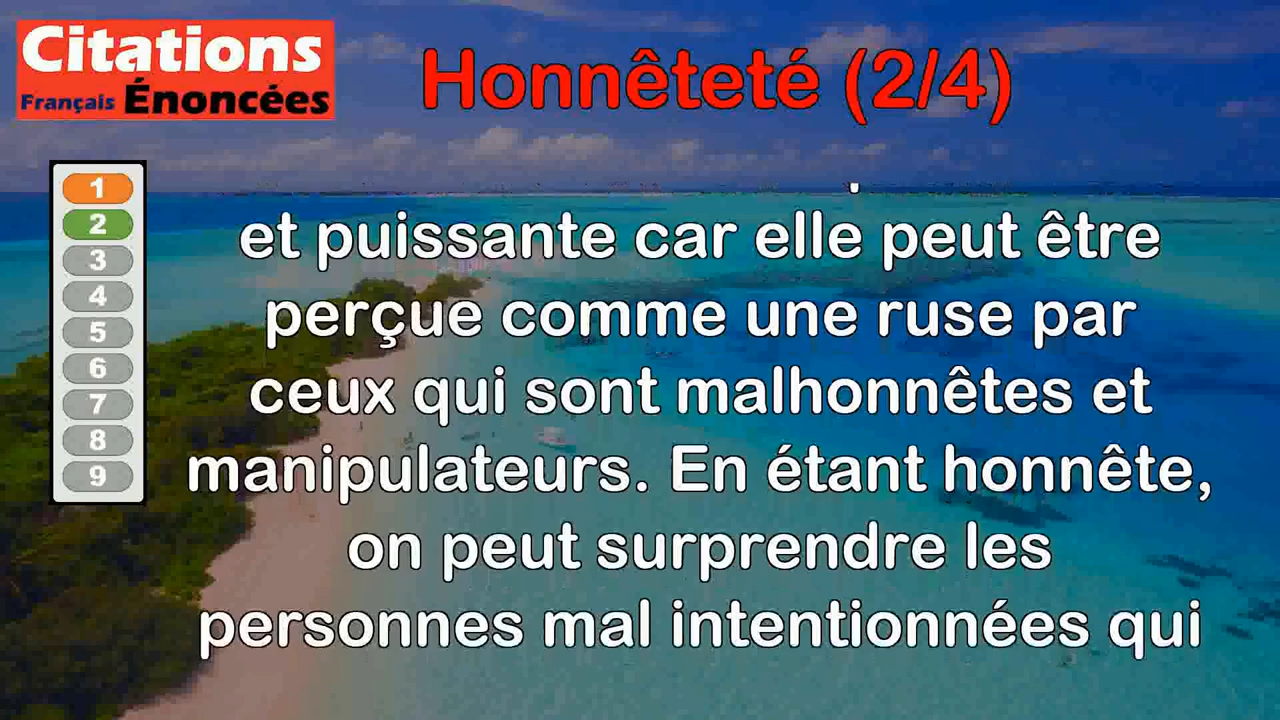 Citations
Français Énoncées
Honnêteté (2/4)
1
2
3
4
5
6
7
8
9
et puissante car elle peut être
perçue comme une ruse par
ceux qui sont malhonnêtes et
manipulateurs. En étant honnête,
on peut surprendre les
personnes mal intentionnées qui